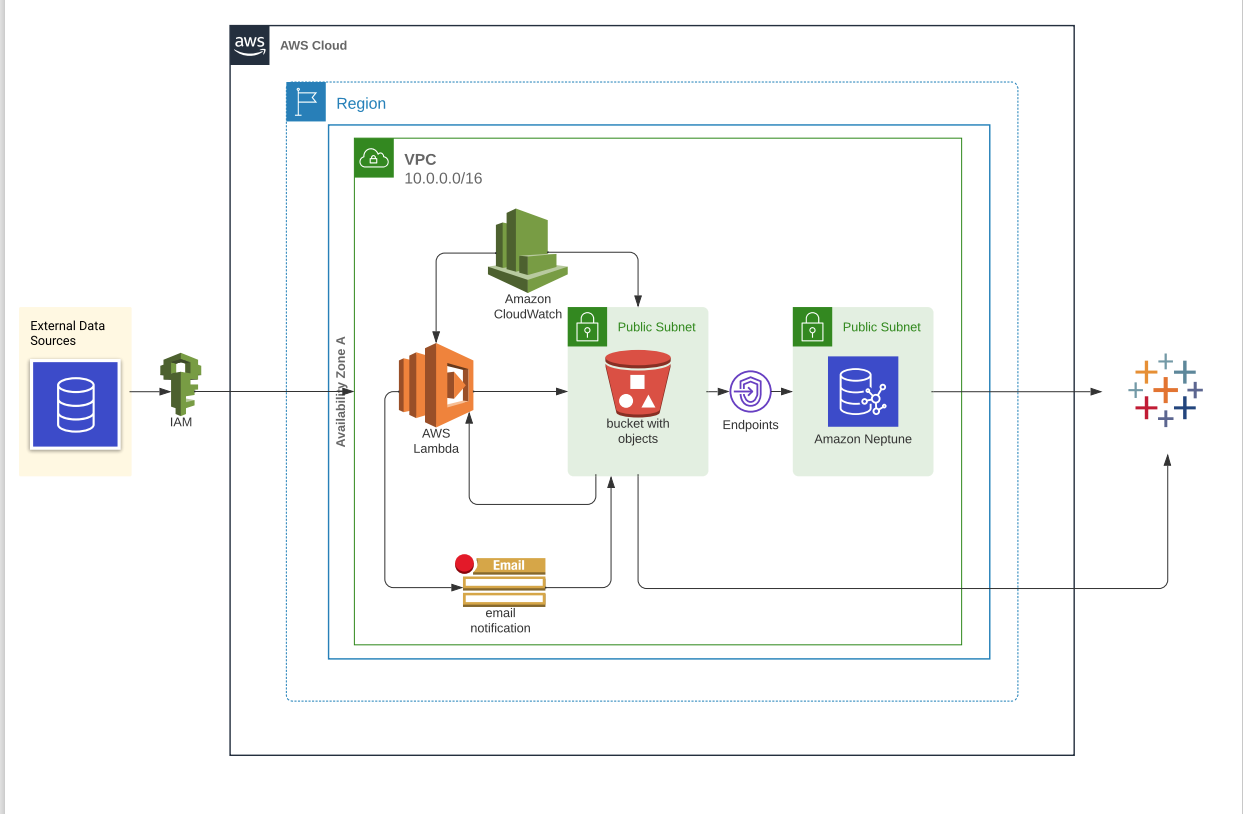 aws
AWS Cloud
Region
VPC
10.0.0.0/16
Availability Zone A
Amazon
CloudWatch
External Data
Sources
IAM
AWS
Lambda
Public Subnet
bucket with
objects
Endpoints
Public Subnet
Amazon Neptune
Email
email
notification